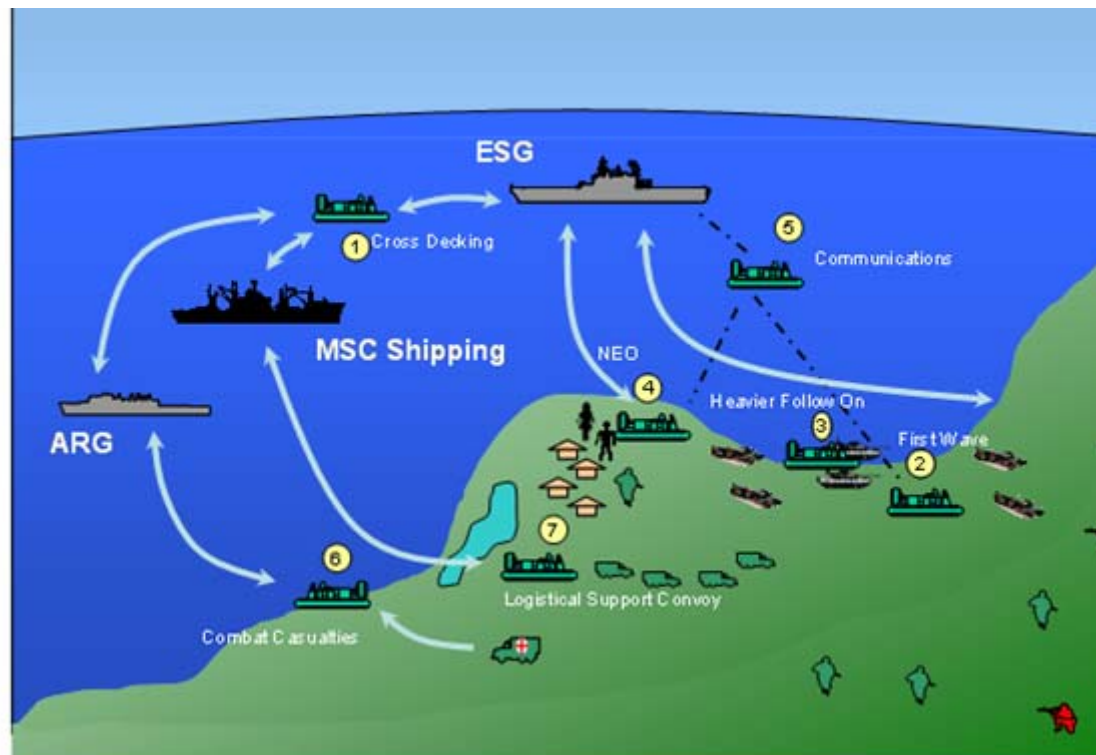 ESG
1
Cross Decking
5
Communications
MSC Shipping
NEO
4
ARG
Heavier Follow On
3
First Wave
2
7
6
Logistical Support Convoy
Combat Casualties